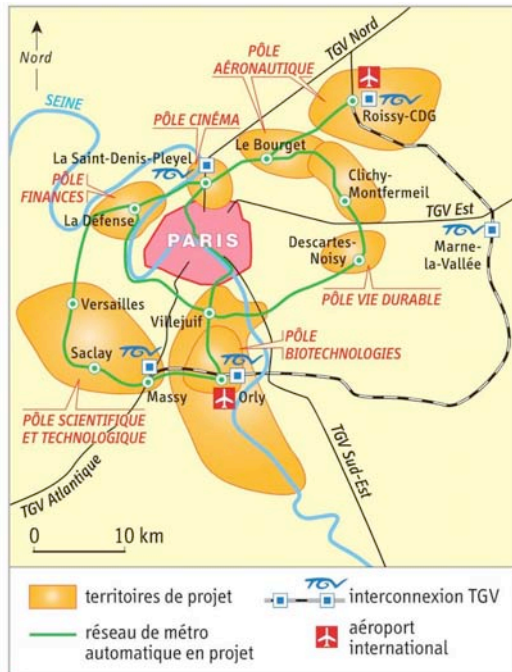 Nord
TGV Nord
PÔLE
AÉRONAUTIQUE
SEINE
TGV
Roissy-CDG
PÔLE CINÉMA
La Saint-Denis-Pleyel
TGV
Le Bourget
PÔLE
FINANCES
La Défense
Clichy-
Montfermeil
TGV Est
PARIS
Descartes-
Noisy
TGV
Marne-
la-Vallée
PÔLE VIE DURABLE
Versailles
Villejuif
PÔLE
BIOTECHNOLOGIES
Saclay
TGV
TGV
Massy
Orly
PÔLE SCIENTIFIQUE
ET TECHNOLOGIQUE
TGV Atlantique
TGV Sud-Est
0 10 km
territoires de projet
TGV
interconnexion TGV
réseau de métro
automatique en projet
aéroport
international